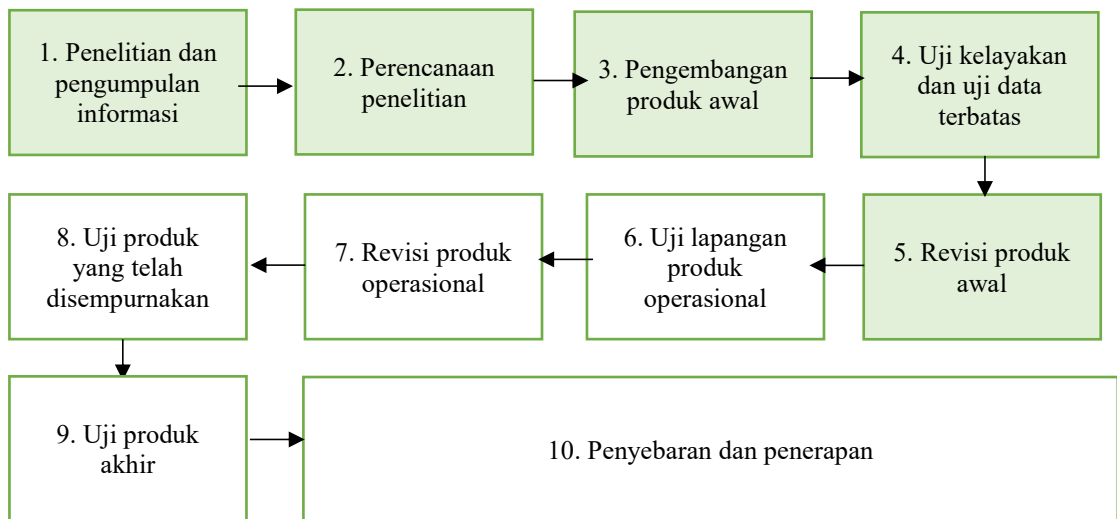 1. Penelitian dan
pengumpulan
informasi
2. Perencanaan
penelitian
3. Pengembangan
produk awal
4. Uji kelayakan
dan uji data
terbatas
5. Revisi produk
awal
6. Uji lapangan
produk
operasional
7. Revisi produk
operasional
8. Uji produk
yang telah
disempurnakan
9. Uji produk
akhir
10. Penyebaran dan penerapan